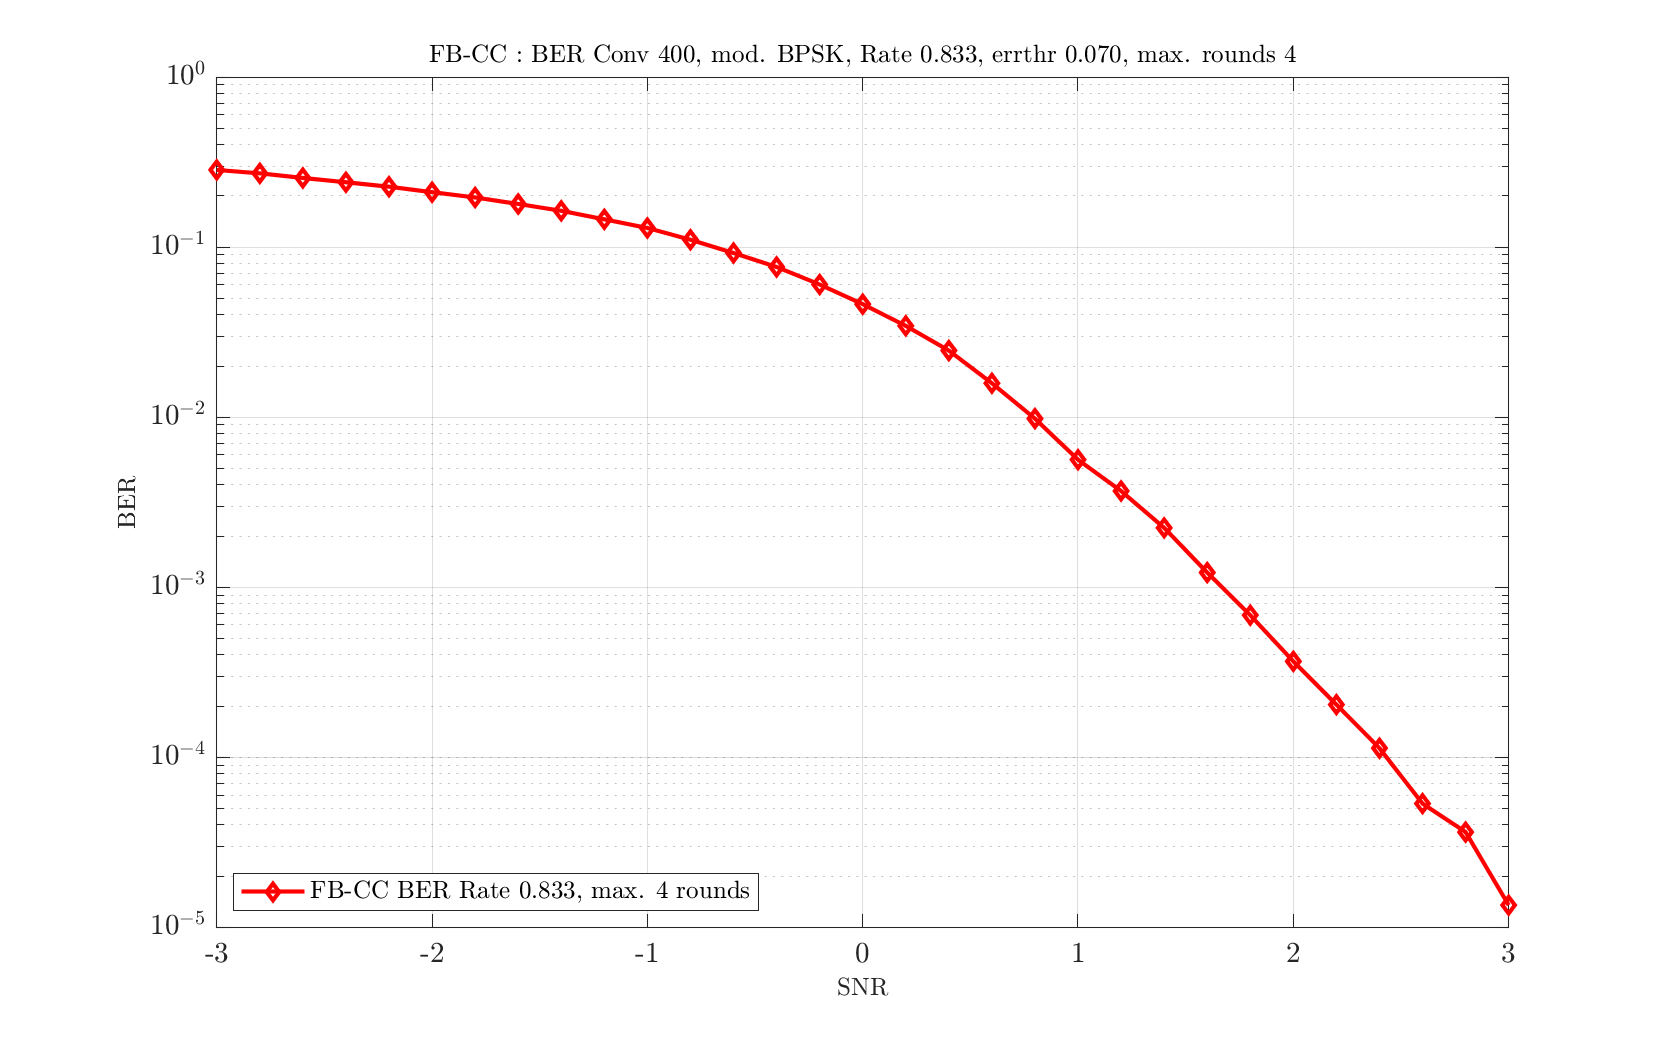 FB-CC : BER Conv 400, mod. BPSK, Rate 0.833, errthr 0.070, max. rounds 4
10^0
10^{-1}
10^{-2}
10^{-3}
10^{-4}
10^{-5}
BER
FB-CC BER Rate 0.833, max. 4 rounds
-3 -2 -1 0 1 2 3
SNR